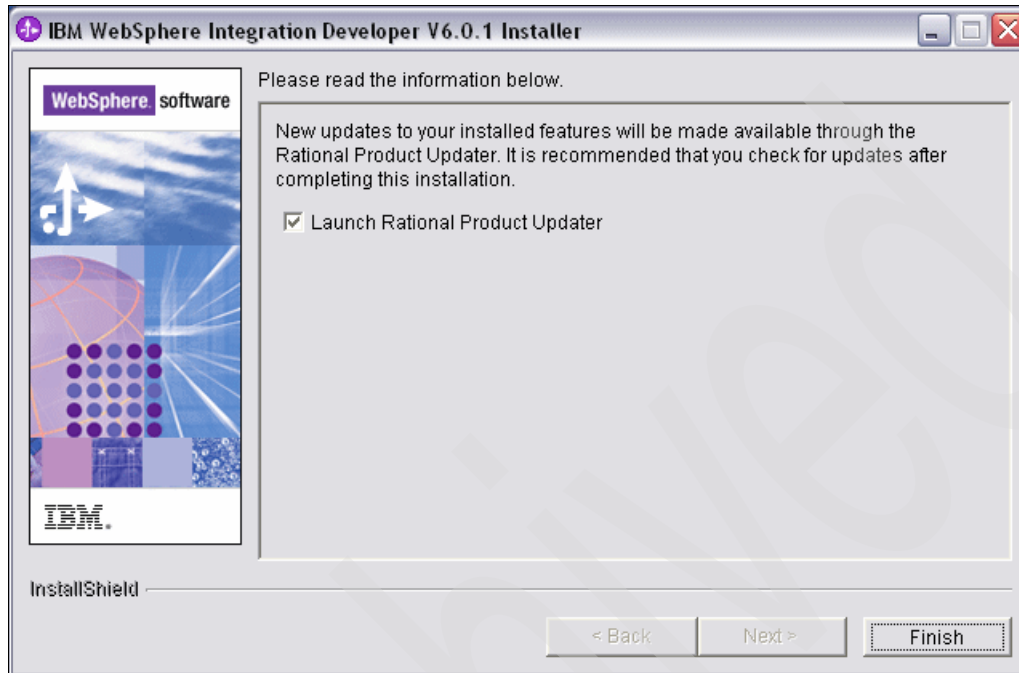 IBM WebSphere Integration Developer V6.0.1 Installer
Please read the information below.
WebSphere. software
New updates to your installed features will be made available through the
Rational Product Updater. It is recommended that you check for updates after
completing this installation.
Launch Rational Product Updater
IBM.
InstallShield
< Back
Next >
Finish